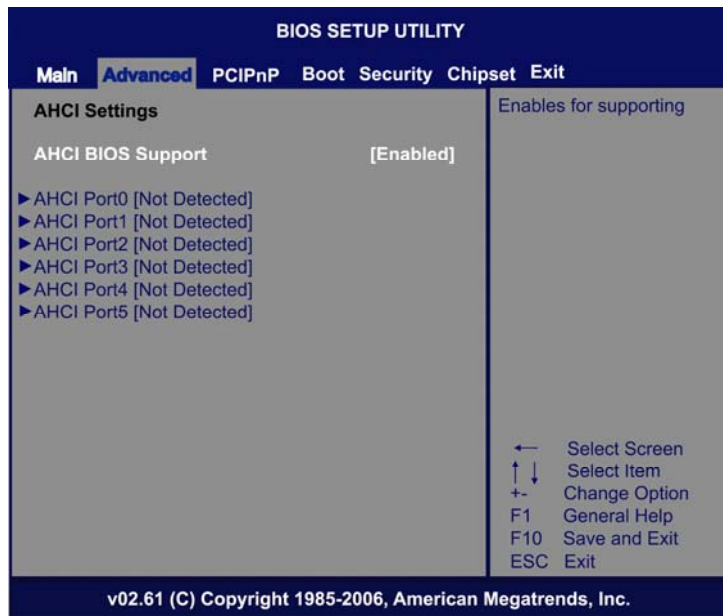 BIOS SETUP UTILITY
Main Advanced PCIPnP Boot Security Chipset Exit
AHCI Settings
AHCI BIOS Support [Enabled]
►AHCI Port0 [Not Detected]
►AHCI Port1 [Not Detected]
►AHCI Port2 [Not Detected]
►AHCI Port3 [Not Detected]
►AHCI Port4 [Not Detected]
►AHCI Port5 [Not Detected]
Enables for supporting
← Select Screen
↑↓ Select Item
+- Change Option
F1 General Help
F10 Save and Exit
ESC Exit
v02.61 (C) Copyright 1985-2006, American Megatrends, Inc.